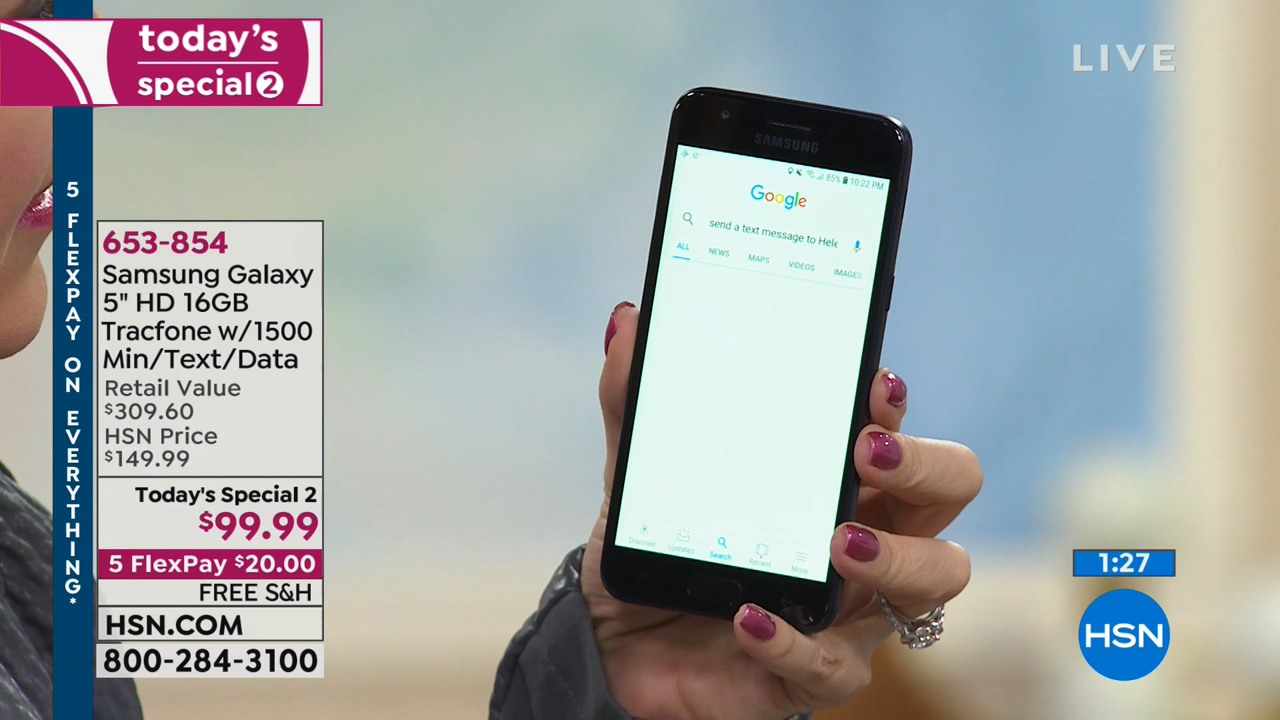 today's
special2
LIVE
5 FLEXPAY ON EVERYTHING*
653-854
Samsung Galaxy
5" HD 16GB
Tracfone w/1500
Min/Text/Data
Retail Value
$309.60
HSN Price
$149.99
Today's Special 2
$99.99
5 FlexPay $20.00
FREE S&H
HSN.COM
800-284-3100
SAMSUNG
85% 10:22 PM
Google
send a text message to Hele
ALL NEWS MAPS VIDEOS IMAGES
Discover Updates Search Recent More
1:27
HSN